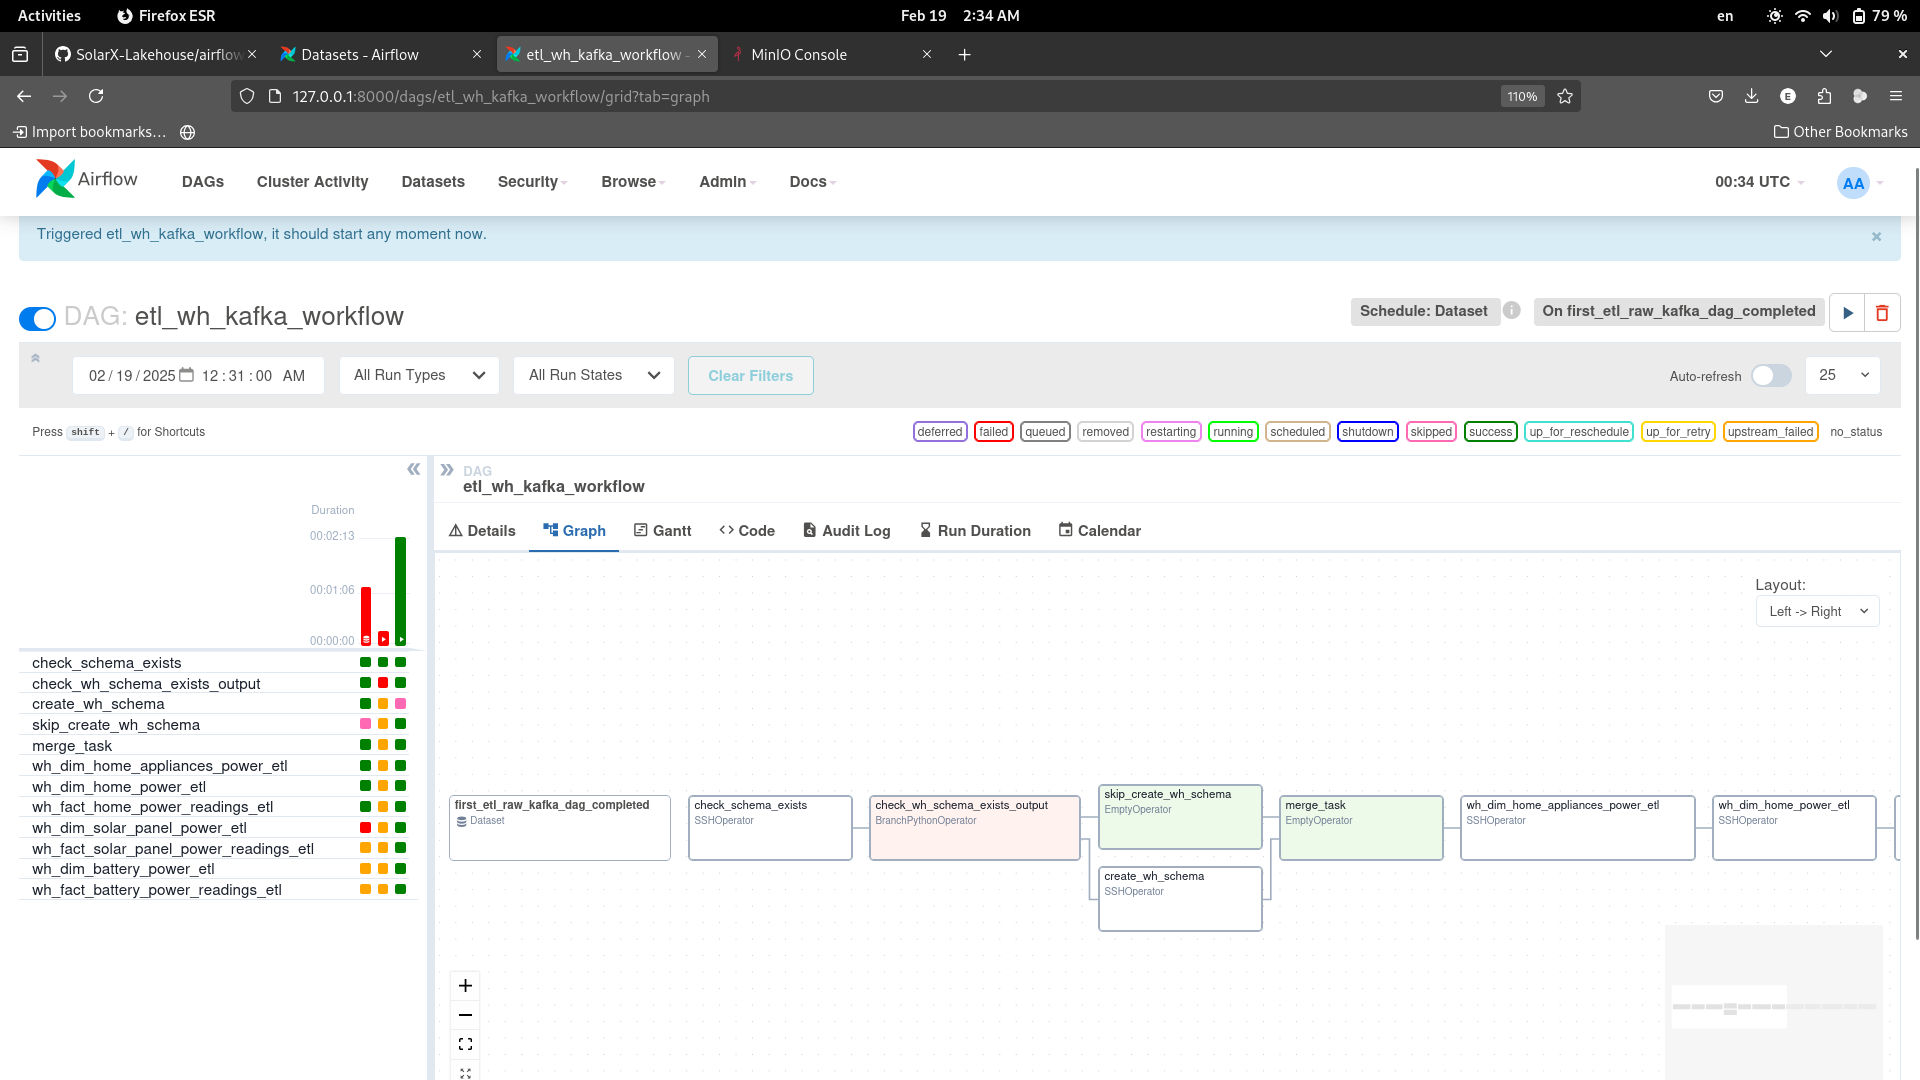 Activities
Firefox ESR
Feb 19 2:34 AM
en
79 %
SolarX-Lakehouse/airflow
Datasets - Airflow
etl_wh_kafka_workflow -
MinIO Console
127.0.0.1:8000/dags/etl_wh_kafka_workflow/grid?tab=graph
110%
E
Import bookmarks…
Other Bookmarks
Airflow
DAGs
Cluster Activity
Datasets
Security
Browse
Admin
Docs
00:34 UTC
AA
Triggered etl_wh_kafka_workflow, it should start any moment now.
×
DAG: etl_wh_kafka_workflow
Schedule: Dataset
On first_etl_raw_kafka_dag_completed
02/19/2025 12:31:00 AM
All Run Types
All Run States
Clear Filters
Auto-refresh
25
Press shift + / for Shortcuts
deferred
failed
queued
removed
restarting
running
scheduled
shutdown
skipped
success
up_for_reschedule
up_for_retry
upstream_failed
no_status
DAG
etl_wh_kafka_workflow
Details
Graph
Gantt
Code
Audit Log
Run Duration
Calendar
Duration
00:02:13
00:01:06
00:00:00
check_schema_exists
check_wh_schema_exists_output
create_wh_schema
skip_create_wh_schema
merge_task
wh_dim_home_appliances_power_etl
wh_dim_home_power_etl
wh_fact_home_power_readings_etl
wh_dim_solar_panel_power_etl
wh_fact_solar_panel_power_readings_etl
wh_dim_battery_power_etl
wh_fact_battery_power_readings_etl
Layout:
Left -> Right
first_etl_raw_kafka_dag_completed
Dataset
check_schema_exists
SSHOperator
check_wh_schema_exists_output
BranchPythonOperator
skip_create_wh_schema
EmptyOperator
create_wh_schema
SSHOperator
merge_task
EmptyOperator
wh_dim_home_appliances_power_etl
SSHOperator
wh_dim_home_power_etl
SSHOperator